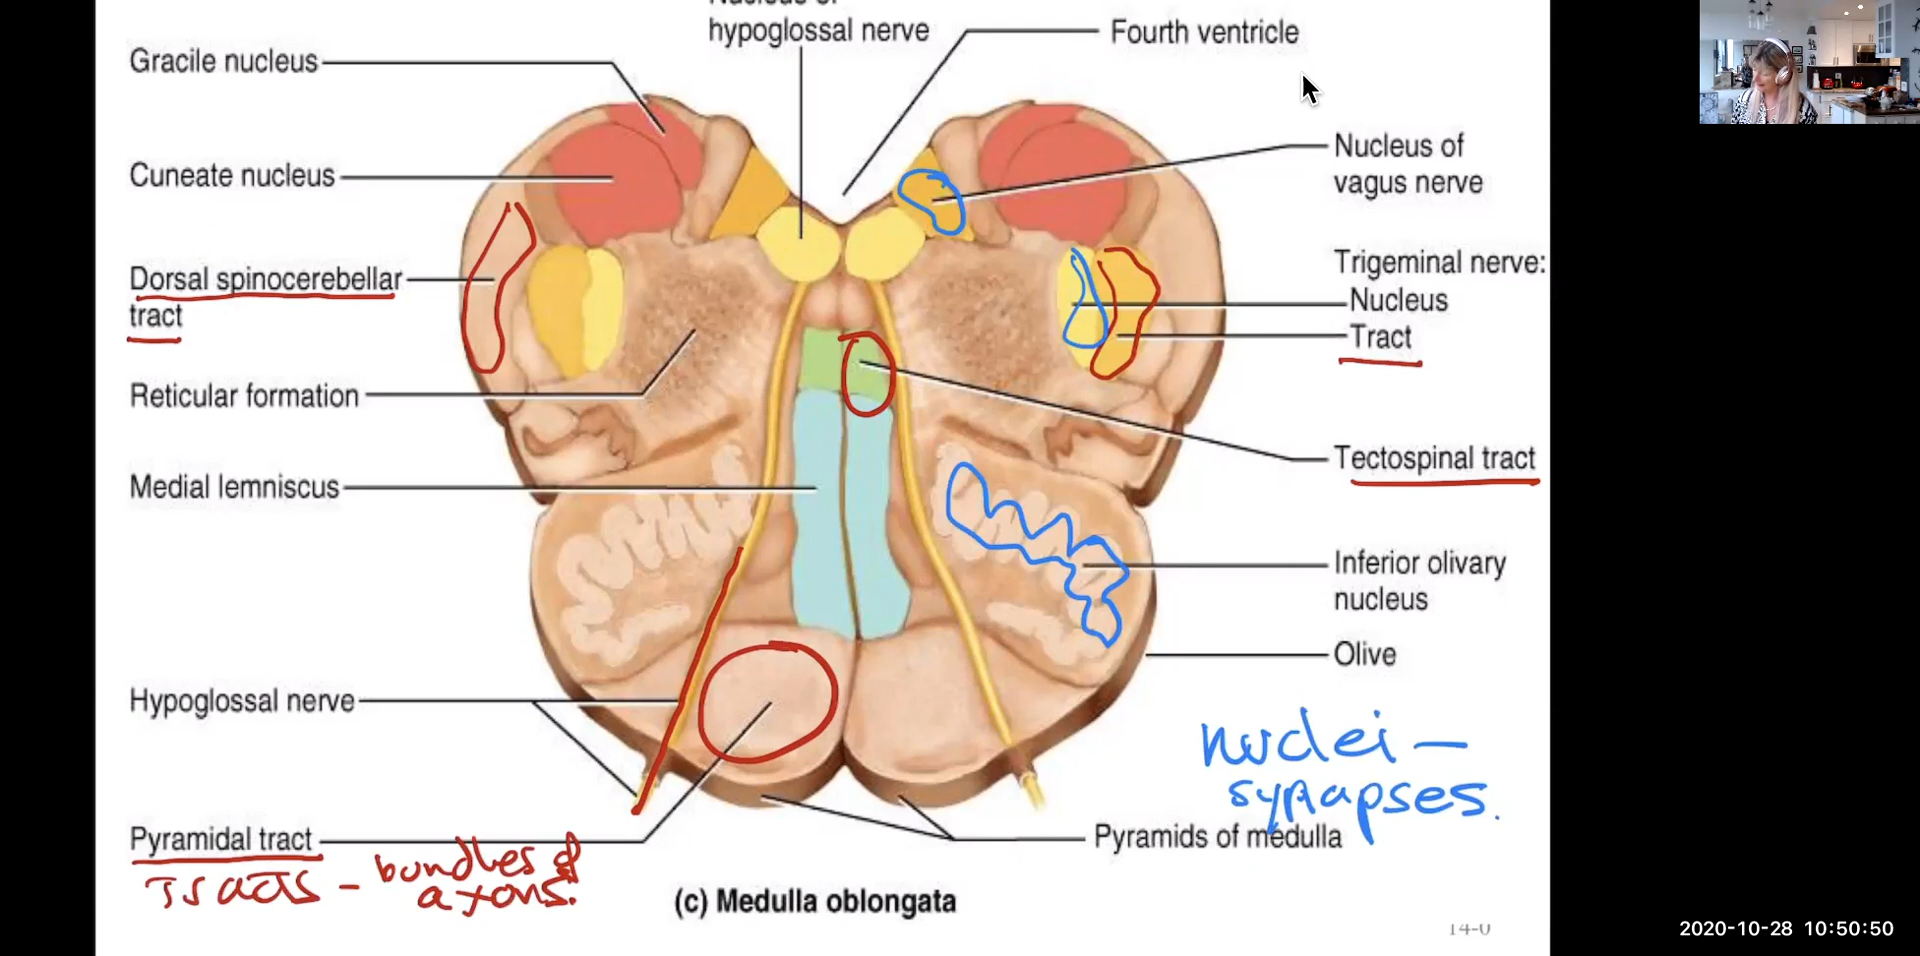 hypoglossal nerve
Fourth ventricle
Gracile nucleus
Nucleus of
vagus nerve
Cuneate nucleus
Trigeminal nerve:
Nucleus
Tract
Dorsal spinocerebellar
tract
Reticular formation
Tectospinal tract
Medial lemniscus
Inferior olivary
nucleus
Olive
Hypoglossal nerve
nuclei –
synapses.
Pyramidal tract
Pyramids of medulla
Tracts – bundles of
axons.
(c) Medulla oblongata
2020-10-28 10:50:50